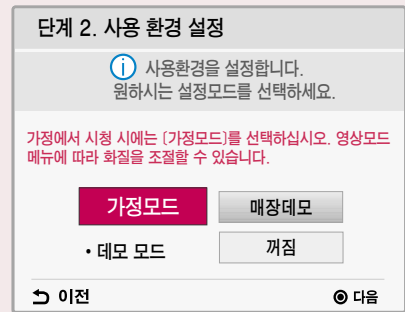 단계 2. 사용 환경 설정
사용환경을 설정합니다.
원하시는 설정모드를 선택하세요.
가정에서 시청 시에는 (가정모드)를 선택하십시오. 영상모드
메뉴에 따라 화질을 조절할 수 있습니다.
가정모드 매장데모
• 데모 모드 꺼짐
이전 다음